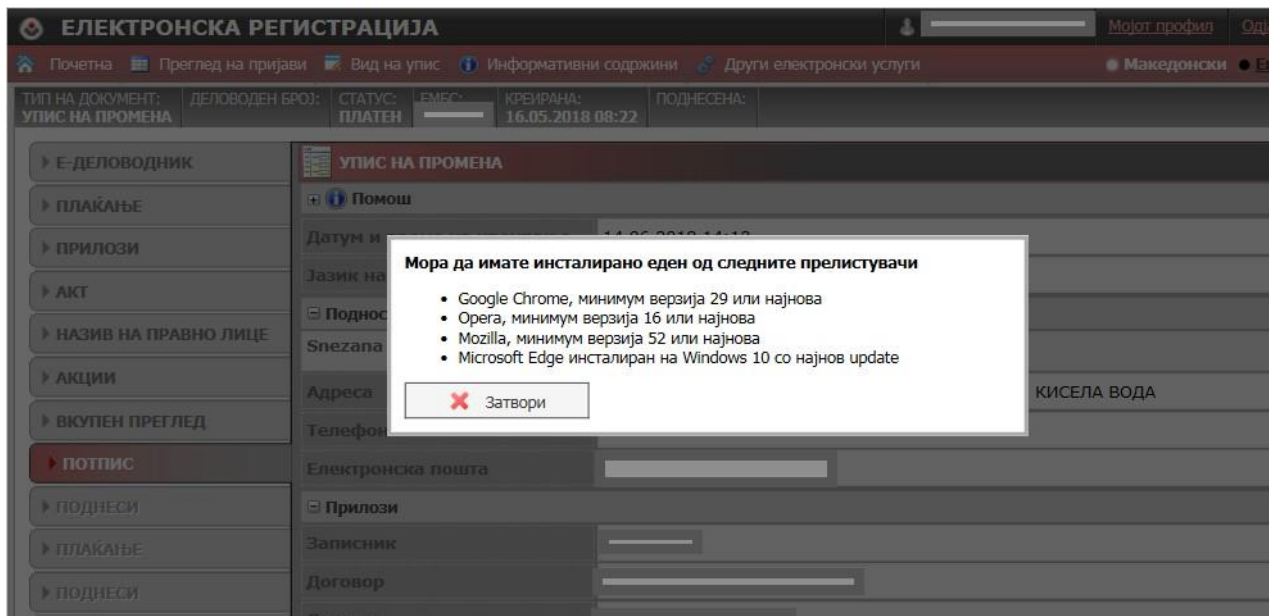 ЕЛЕКТРОНСКА РЕГИСТРАЦИЈА
Мојот профил
Почетна Преглед на пријави Вид на упис Информативни содржини Други електронски услуги Македонски
ТИП НА ДОКУМЕНТ: ДЕЛОВОДЕН БРОЈ: СТАТУС: ЕМБС: КРЕИРАНА: ПОДНЕСЕНА:
УПИС НА ПРОМЕНА ПЛАТЕН 16.05.2018 08:22
Е-ДЕЛОВОДНИК
ПЛАЌАЊЕ
ПРИЛОЗИ
АКТ
НАЗИВ НА ПРАВНО ЛИЦЕ
АКЦИИ
ВКУПЕН ПРЕГЛЕД
ПОТПИС
ПОДНЕСИ
ПЛАЌАЊЕ
ПОДНЕСИ
УПИС НА ПРОМЕНА
Помош
Датум и
Јазик на
Snezana
Адреса КИСЕЛА ВОДА
Телефон
Електронска пошта
Прилози
Записник
Договор
Мора да имате инсталирано еден од следните прелистувачи
• Google Chrome, минимум верзија 29 или најнова
• Opera, минимум верзија 16 или најнова
• Mozilla, минимум верзија 52 или најнова
• Microsoft Edge инсталиран на Windows 10 со најнов update
Затвори